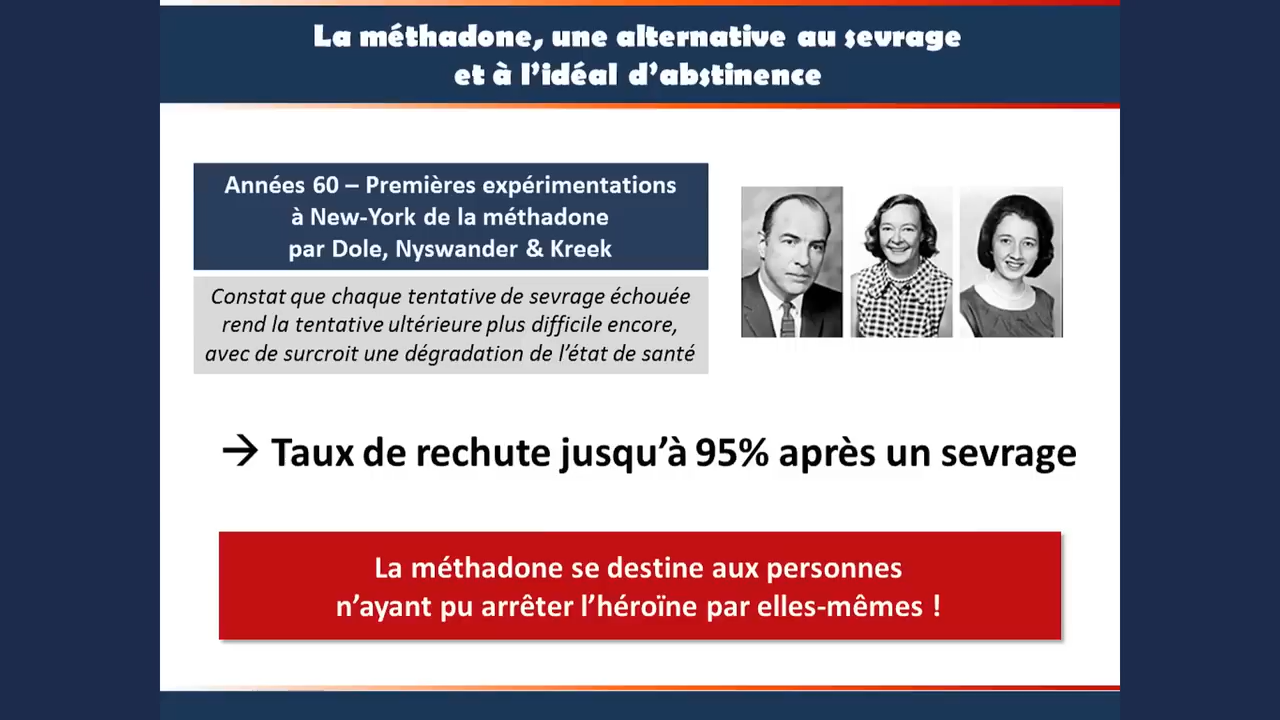 La méthadone, une alternative au sevrage
et à l’idéal d’abstinence
Années 60 – Premières expérimentations
à New-York de la méthadone
par Dole, Nyswander & Kreek
Constat que chaque tentative de sevrage échouée
rend la tentative ultérieure plus difficile encore,
avec de surcroit une dégradation de l’état de santé
→ Taux de rechute jusqu’à 95% après un sevrage
La méthadone se destine aux personnes
n’ayant pu arrêter l’héroïne par elles-mêmes !